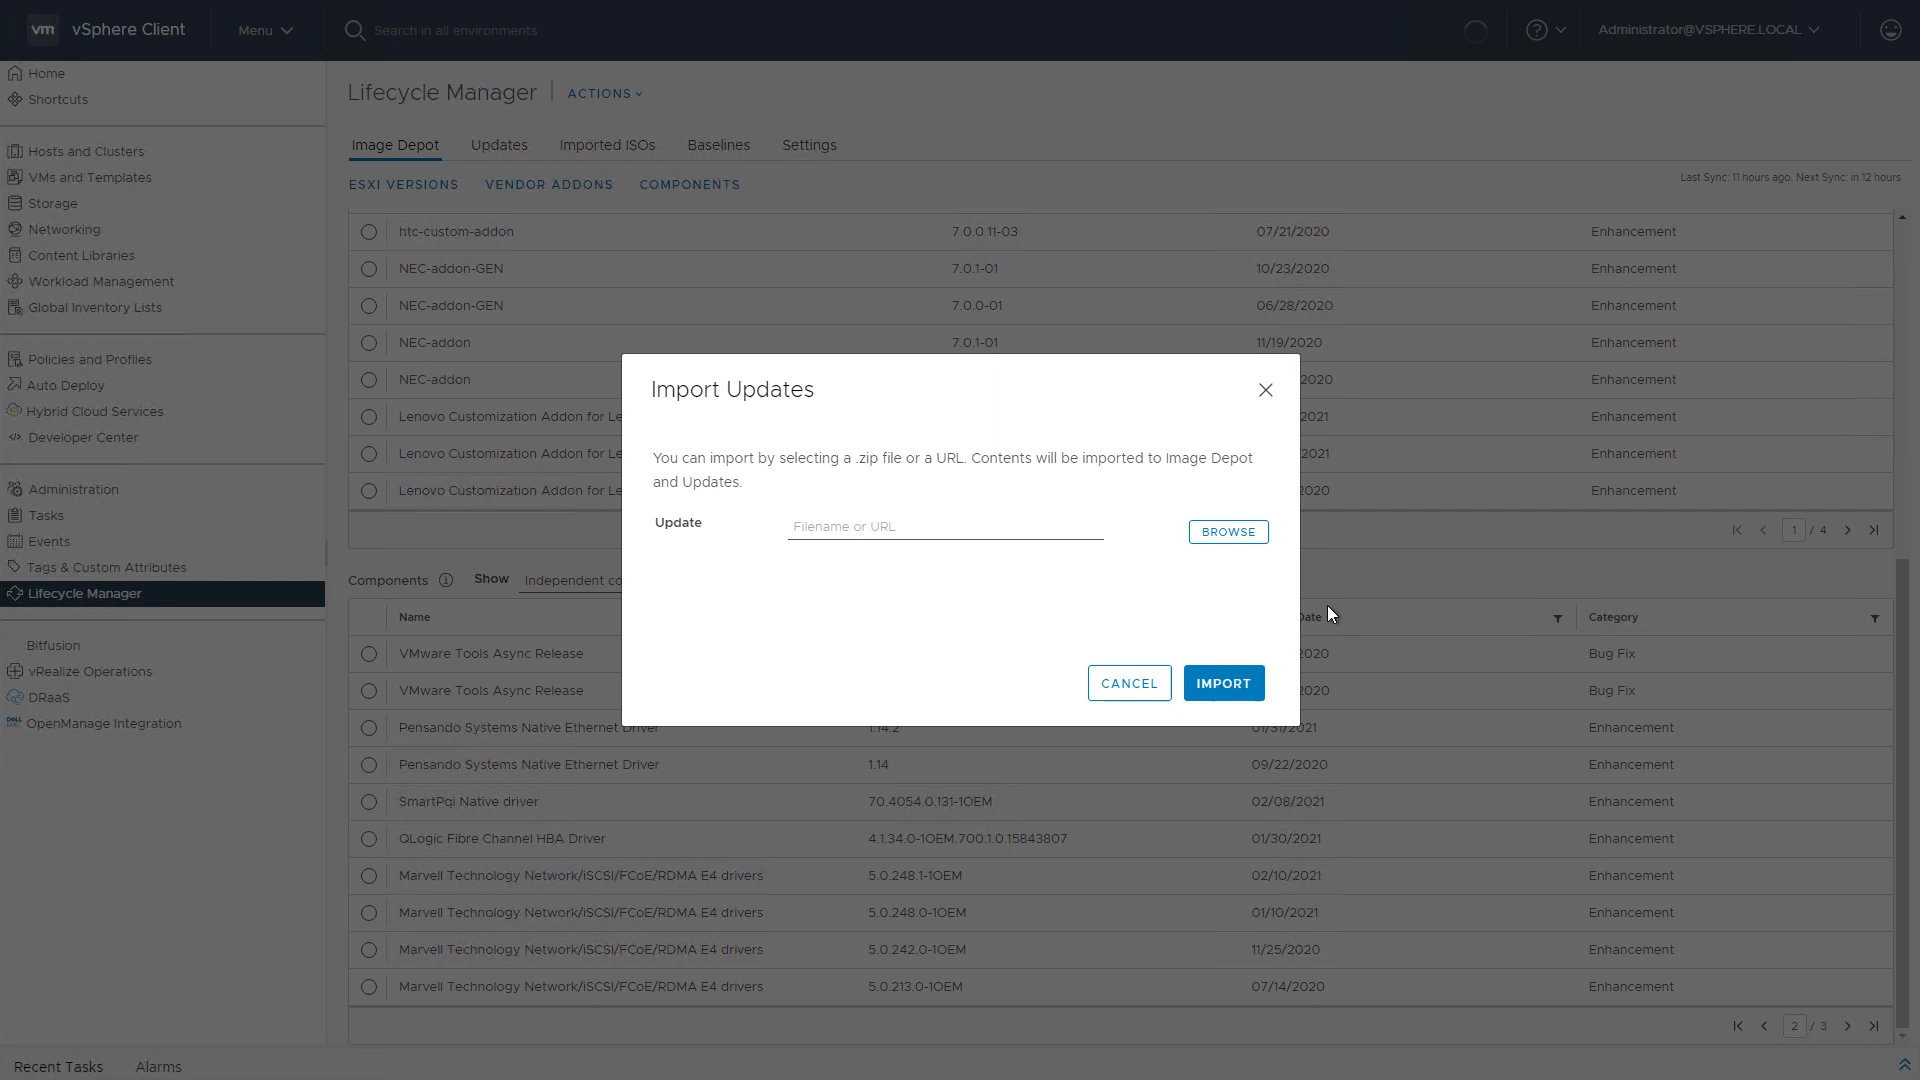 vm vSphere Client Menu Search in all environments Administrator@VSPHERE.LOCAL
Home
Shortcuts
Hosts and Clusters
VMs and Templates
Storage
Networking
Content Libraries
Workload Management
Global Inventory Lists
Policies and Profiles
Auto Deploy
Hybrid Cloud Services
Developer Center
Administration
Tasks
Events
Tags & Custom Attributes
Lifecycle Manager
Bitfusion
vRealize Operations
DRaaS
OpenManage Integration
Lifecycle Manager ACTIONS
Image Depot Updates Imported ISOs Baselines Settings
ESXI VERSIONS VENDOR ADDONS COMPONENTS Last Sync: 11 hours ago. Next Sync: in 12 hours
htc-custom-addon 7.0.0.11-03 07/21/2020 Enhancement
NEC-addon-GEN 7.0.1-01 10/23/2020 Enhancement
NEC-addon-GEN 7.0.0-01 06/28/2020 Enhancement
NEC-addon 7.0.1-01 11/19/2020 Enhancement
NEC-addon 2020 Enhancement
Lenovo Customization Addon for Le 2021 Enhancement
Lenovo Customization Addon for Le 2021 Enhancement
Lenovo Customization Addon for Le 2020 Enhancement
1 / 4
Import Updates
You can import by selecting a .zip file or a URL. Contents will be imported to Image Depot
and Updates.
Update Filename or URL BROWSE
CANCEL IMPORT
Components Show Independent co
Name Date Category
VMware Tools Async Release 2020 Bug Fix
VMware Tools Async Release 2020 Bug Fix
Pensando Systems Native Ethernet Driver 1.14.2 01/31/2021 Enhancement
Pensando Systems Native Ethernet Driver 1.14 09/22/2020 Enhancement
SmartPqi Native driver 70.4054.0.131-1OEM 02/08/2021 Enhancement
QLogic Fibre Channel HBA Driver 4.1.34.0-1OEM.700.1.0.15843807 01/30/2021 Enhancement
Marvell Technology Network/iSCSI/FCoE/RDMA E4 drivers 5.0.248.1-1OEM 02/10/2021 Enhancement
Marvell Technology Network/iSCSI/FCoE/RDMA E4 drivers 5.0.248.0-1OEM 01/10/2021 Enhancement
Marvell Technology Network/iSCSI/FCoE/RDMA E4 drivers 5.0.242.0-1OEM 11/25/2020 Enhancement
Marvell Technology Network/iSCSI/FCoE/RDMA E4 drivers 5.0.213.0-1OEM 07/14/2020 Enhancement
2 / 3
Recent Tasks Alarms